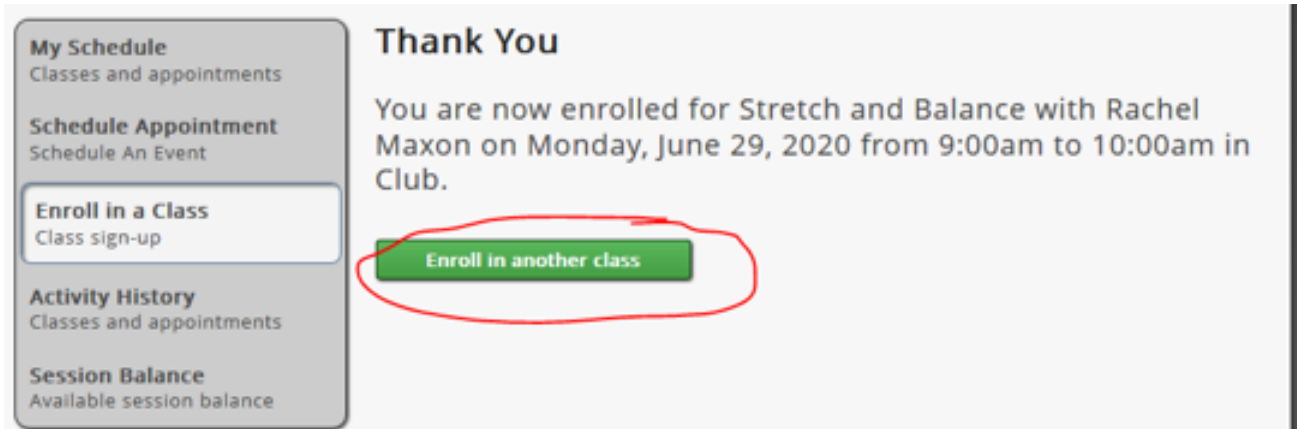 My Schedule
Classes and appointments
Schedule Appointment
Schedule An Event
Enroll in a Class
Class sign-up
Activity History
Classes and appointments
Session Balance
Available session balance
Thank You
You are now enrolled for Stretch and Balance with Rachel
Maxon on Monday, June 29, 2020 from 9:00am to 10:00am in
Club.
Enroll in another class